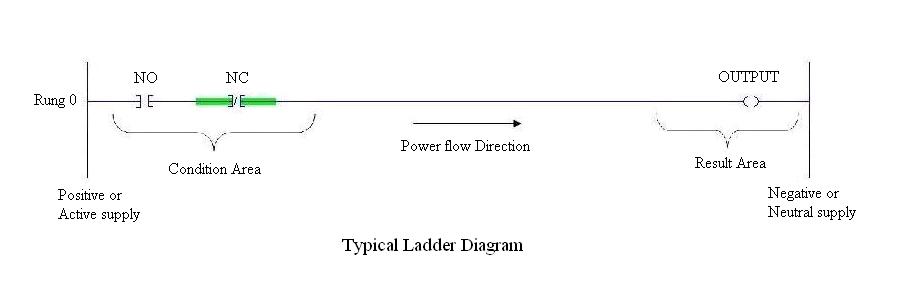 NO
NC
OUTPUT
Rung 0
Power flow Direction
Condition Area
Result Area
Positive or
Active supply
Negative or
Neutral supply
Typical Ladder Diagram